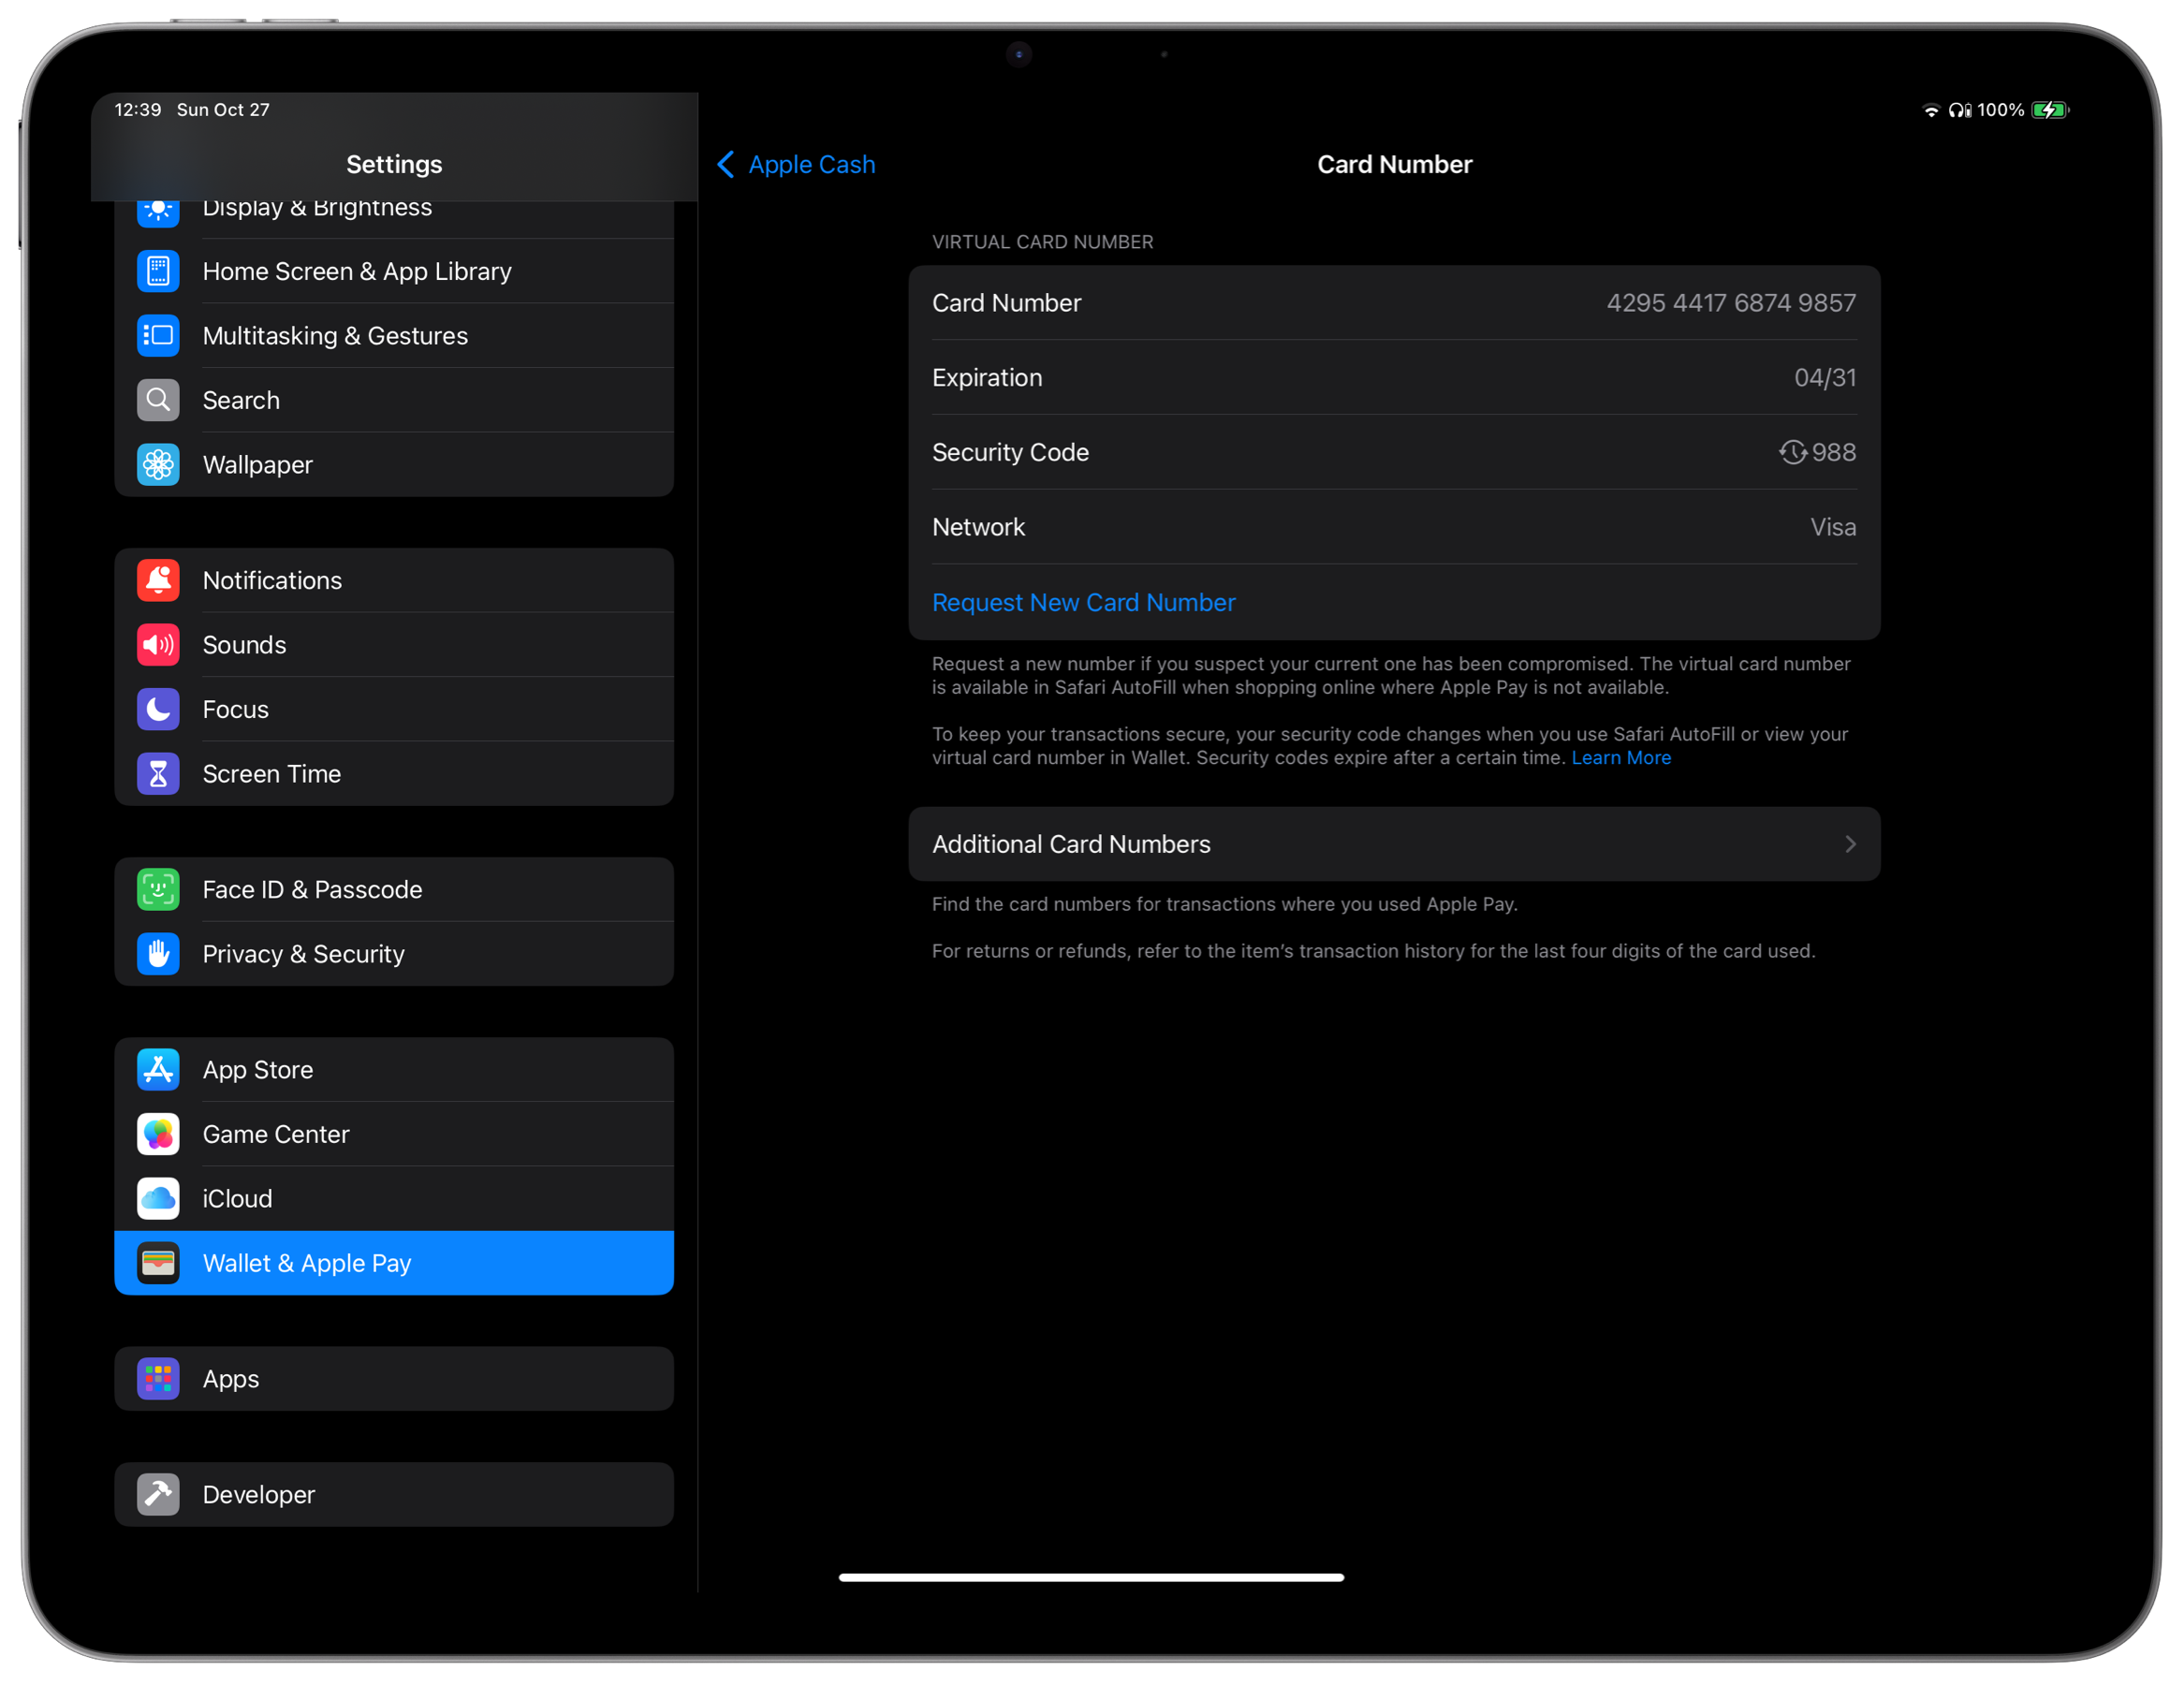 12:39 Sun Oct 27
100%
Settings
Display & Brightness
Home Screen & App Library
Multitasking & Gestures
Search
Wallpaper
Notifications
Sounds
Focus
Screen Time
Face ID & Passcode
Privacy & Security
App Store
Game Center
iCloud
Wallet & Apple Pay
Apps
Developer
Apple Cash
Card Number
VIRTUAL CARD NUMBER
Card Number 4295 4417 6874 9857
Expiration 04/31
Security Code 988
Network Visa
Request New Card Number
Request a new number if you suspect your current one has been compromised. The virtual card number
is available in Safari AutoFill when shopping online where Apple Pay is not available.
To keep your transactions secure, your security code changes when you use Safari AutoFill or view your
virtual card number in Wallet. Security codes expire after a certain time. Learn More
Additional Card Numbers
Find the card numbers for transactions where you used Apple Pay.
For returns or refunds, refer to the item’s transaction history for the last four digits of the card used.